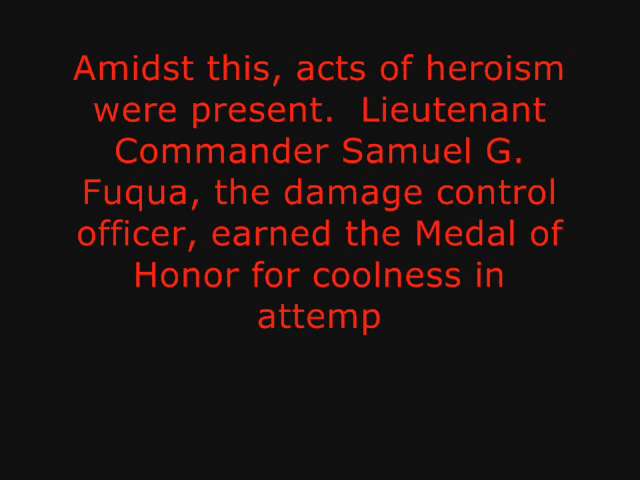 Amidst this, acts of heroism
were present.  Lieutenant
Commander Samuel G.
Fuqua, the damage control
officer, earned the Medal of
Honor for coolness in
attemp